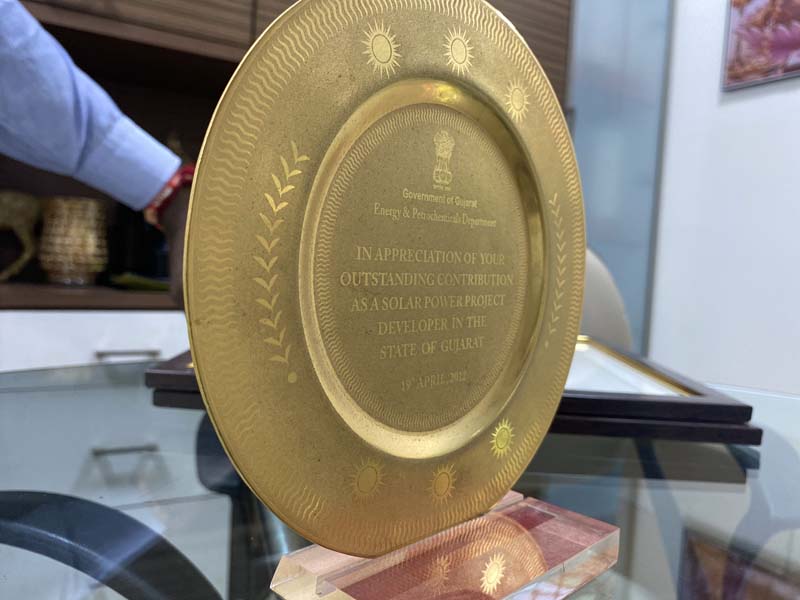 Government of Gujarat
Energy & Petrochemicals Department
IN APPRECIATION OF YOUR
OUTSTANDING CONTRIBUTION
AS A SOLAR POWER PROJECT
DEVELOPER IN THE
STATE OF GUJARAT
19ᵗʰ APRIL, 2022